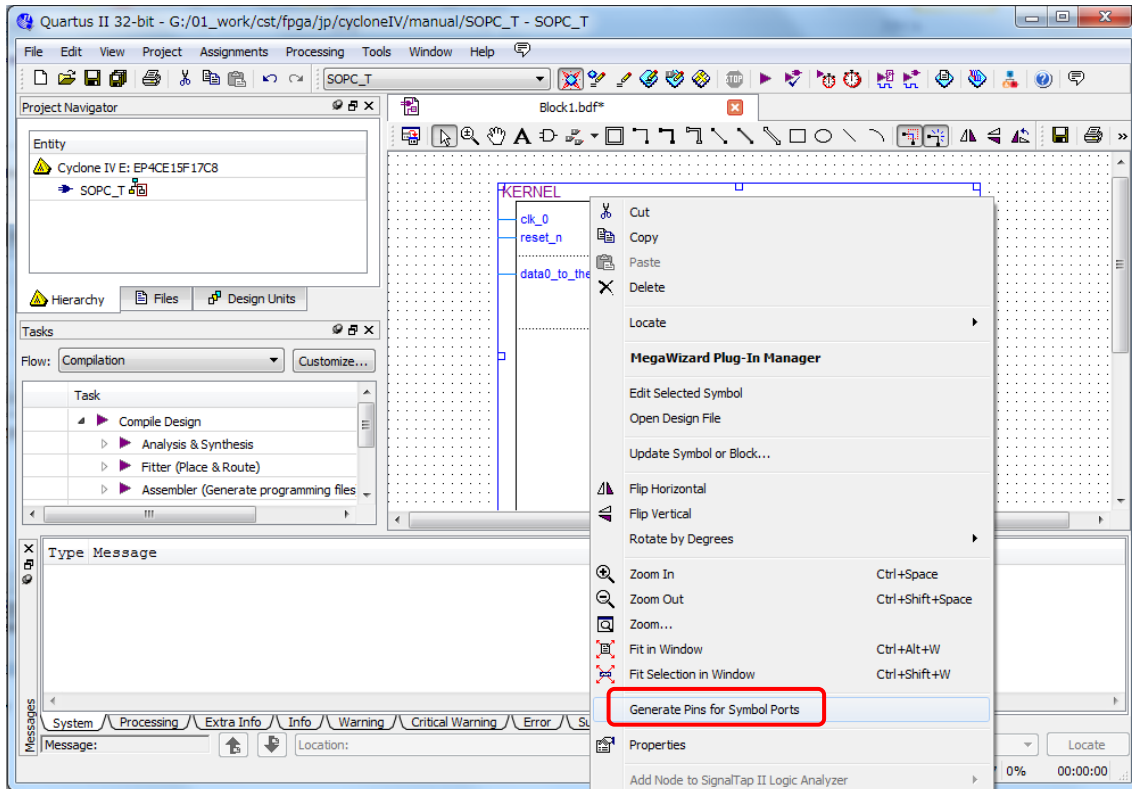 Quartus II 32-bit - G:/01_work/cst/fpga/jp/cycloneIV/manual/SOPC_T - SOPC_T
File Edit View Project Assignments Processing Tools Window Help
SOPC_T
Project Navigator
Entity
Cyclone IV E: EP4CE15F17C8
SOPC_T
Hierarchy Files Design Units
Tasks
Flow: Compilation Customize...
Task
Compile Design
Analysis & Synthesis
Fitter (Place & Route)
Assembler (Generate programming files
Block1.bdf*
KERNEL
clk_0
reset_n
data0_to_the
Cut
Copy
Paste
Delete
Locate
MegaWizard Plug-In Manager
Edit Selected Symbol
Open Design File
Update Symbol or Block...
Flip Horizontal
Flip Vertical
Rotate by Degrees
Zoom In Ctrl+Space
Zoom Out Ctrl+Shift+Space
Zoom...
Fit in Window Ctrl+Alt+W
Fit Selection in Window Ctrl+Shift+W
Generate Pins for Symbol Ports
Properties
Add Node to SignalTap II Logic Analyzer
Type Message
System Processing Extra Info Info Warning Critical Warning Error
Messages
Message: Location: Locate
0% 00:00:00